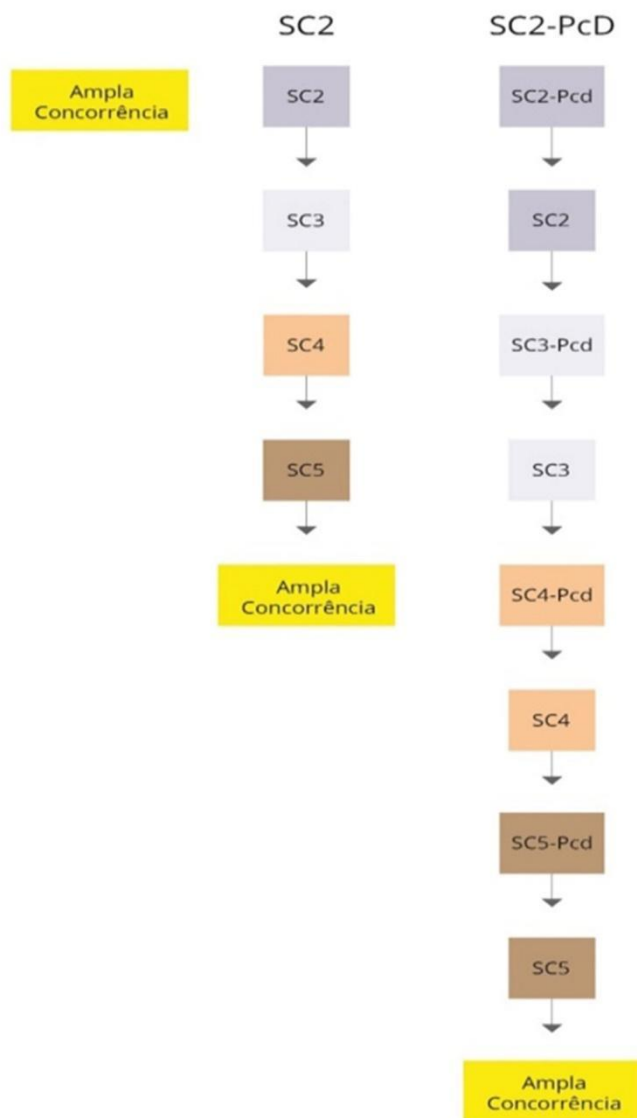 SC2
SC2-PcD
Ampla
Concorrência
SC2
SC3
SC4
SC5
Ampla
Concorrência
SC2-Pcd
SC2
SC3-Pcd
SC3
SC4-Pcd
SC4
SC5-Pcd
SC5
Ampla
Concorrência